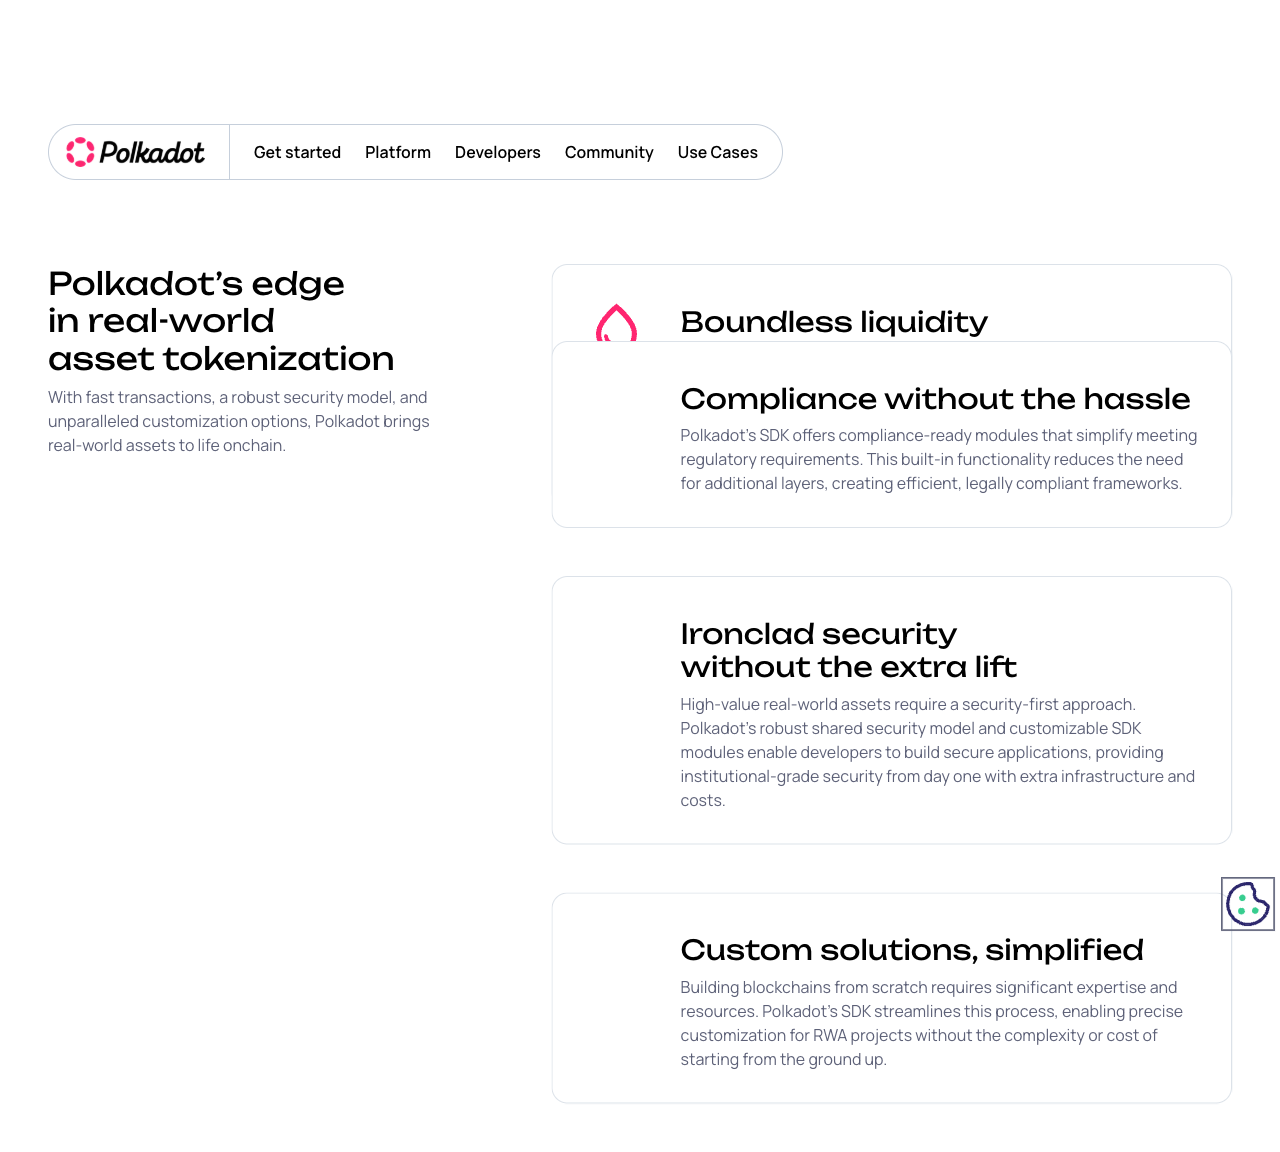 Polkadot
Get started
Platform
Developers
Community
Use Cases
Polkadot’s edge
in real-world
asset tokenization
With fast transactions, a robust security model, and
unparalleled customization options, Polkadot brings
real-world assets to life onchain.
Boundless liquidity
Compliance without the hassle
Polkadot’s SDK offers compliance-ready modules that simplify meeting
regulatory requirements. This built-in functionality reduces the need
for additional layers, creating efficient, legally compliant frameworks.
Ironclad security
without the extra lift
High-value real-world assets require a security-first approach.
Polkadot’s robust shared security model and customizable SDK
modules enable developers to build secure applications, providing
institutional-grade security from day one with extra infrastructure and
costs.
Custom solutions, simplified
Building blockchains from scratch requires significant expertise and
resources. Polkadot’s SDK streamlines this process, enabling precise
customization for RWA projects without the complexity or cost of
starting from the ground up.